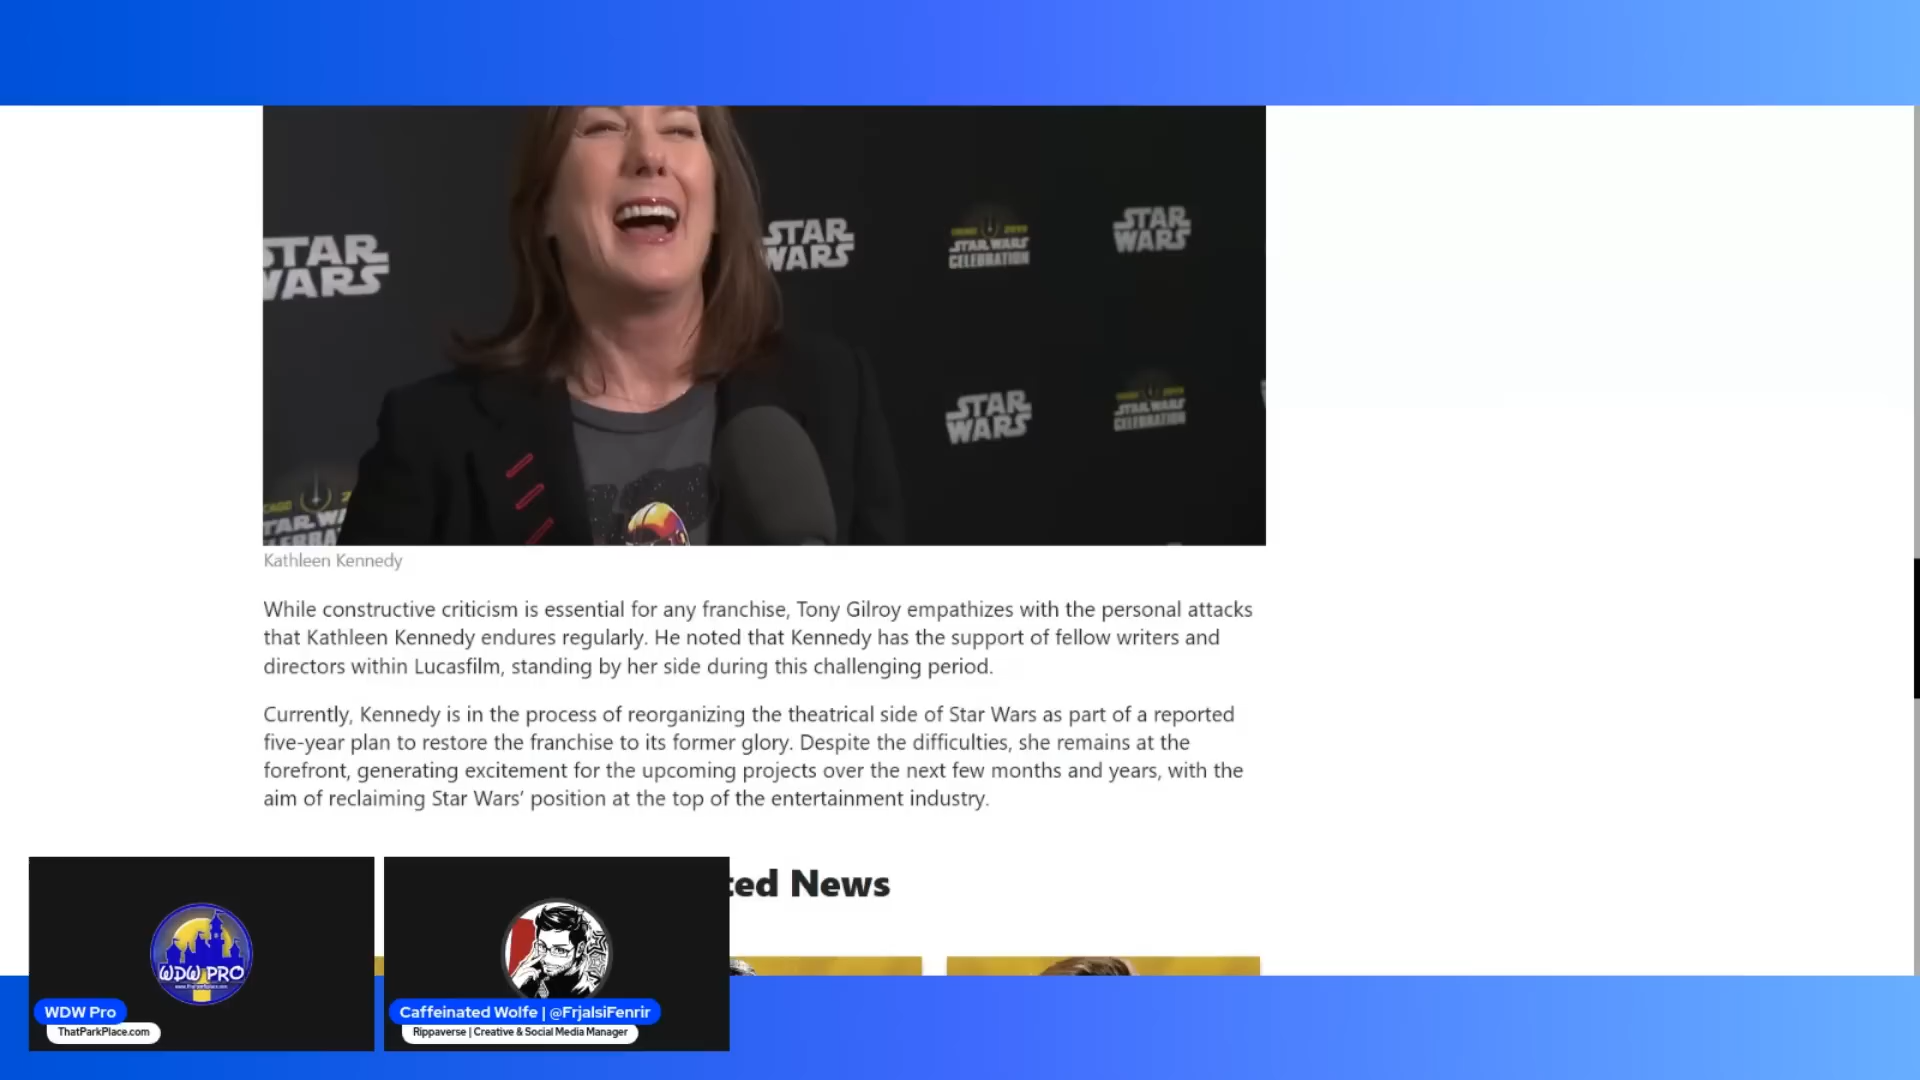 STAR
WARS
STAR
WARS
STAR WARS
CELEBRATION
STAR
WARS
STAR
WARS
STAR WARS
CELEBRATION
Kathleen Kennedy
While constructive criticism is essential for any franchise, Tony Gilroy empathizes with the personal attacks
that Kathleen Kennedy endures regularly. He noted that Kennedy has the support of fellow writers and
directors within Lucasfilm, standing by her side during this challenging period.
Currently, Kennedy is in the process of reorganizing the theatrical side of Star Wars as part of a reported
five-year plan to restore the franchise to its former glory. Despite the difficulties, she remains at the
forefront, generating excitement for the upcoming projects over the next few months and years, with the
aim of reclaiming Star Wars’ position at the top of the entertainment industry.
ted News
WDW PRO
WDW Pro
ThatParkPlace.com
Caffeinated Wolfe | @FrjalsiFenrir
Rippaverse | Creative & Social Media Manager